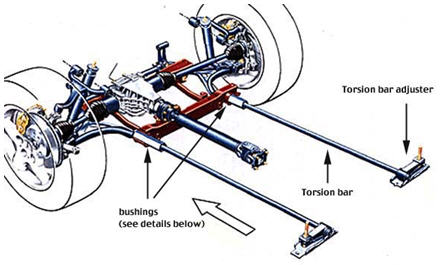 Torsion bar adjuster
Torsion bar
bushings
(see details below)